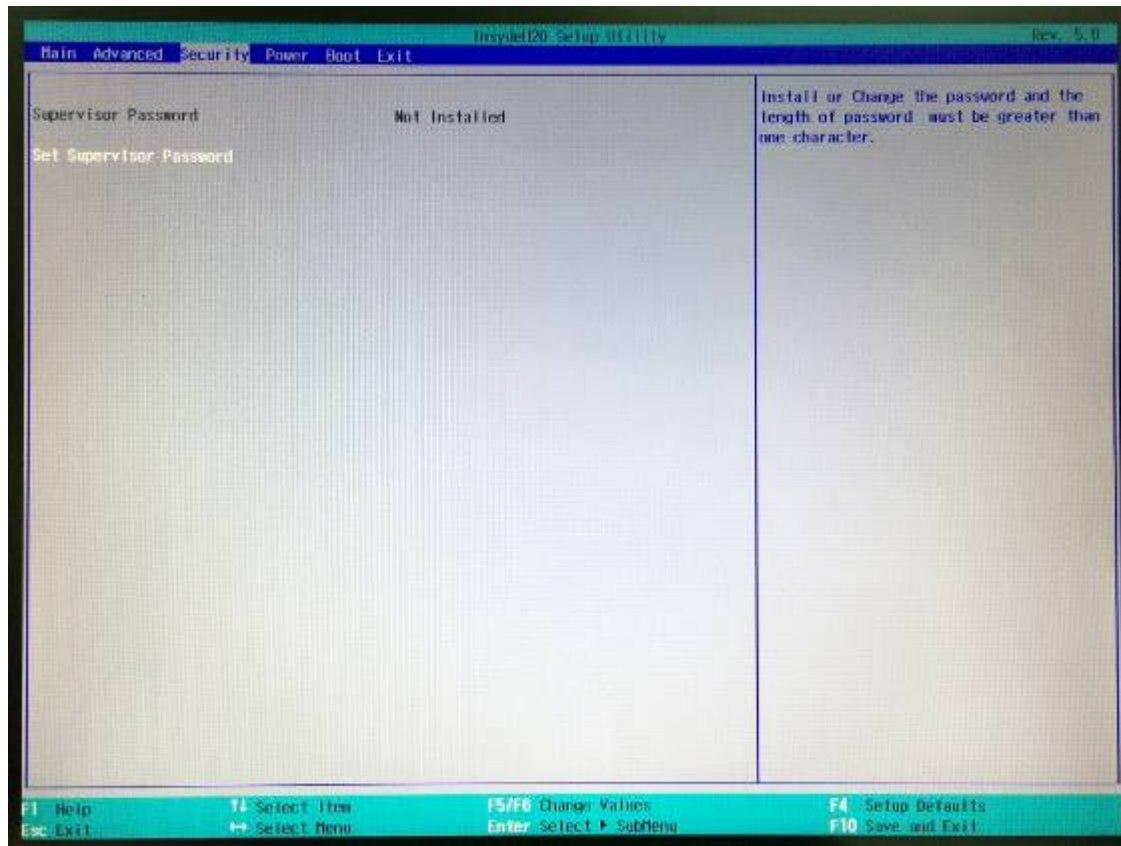 InsydeH20 Setup Utility Rev. 5.0
Main Advanced Security Power Boot Exit
Supervisor Password Not Installed
Set Supervisor Password
Install or Change the password and the
length of password must be greater than
one character.
F1 Help ↑↓ Select Item F5/F6 Change Values F4 Setup Defaults
Esc Exit ↔ Select Menu Enter Select ▶ SubMenu F10 Save and Exit